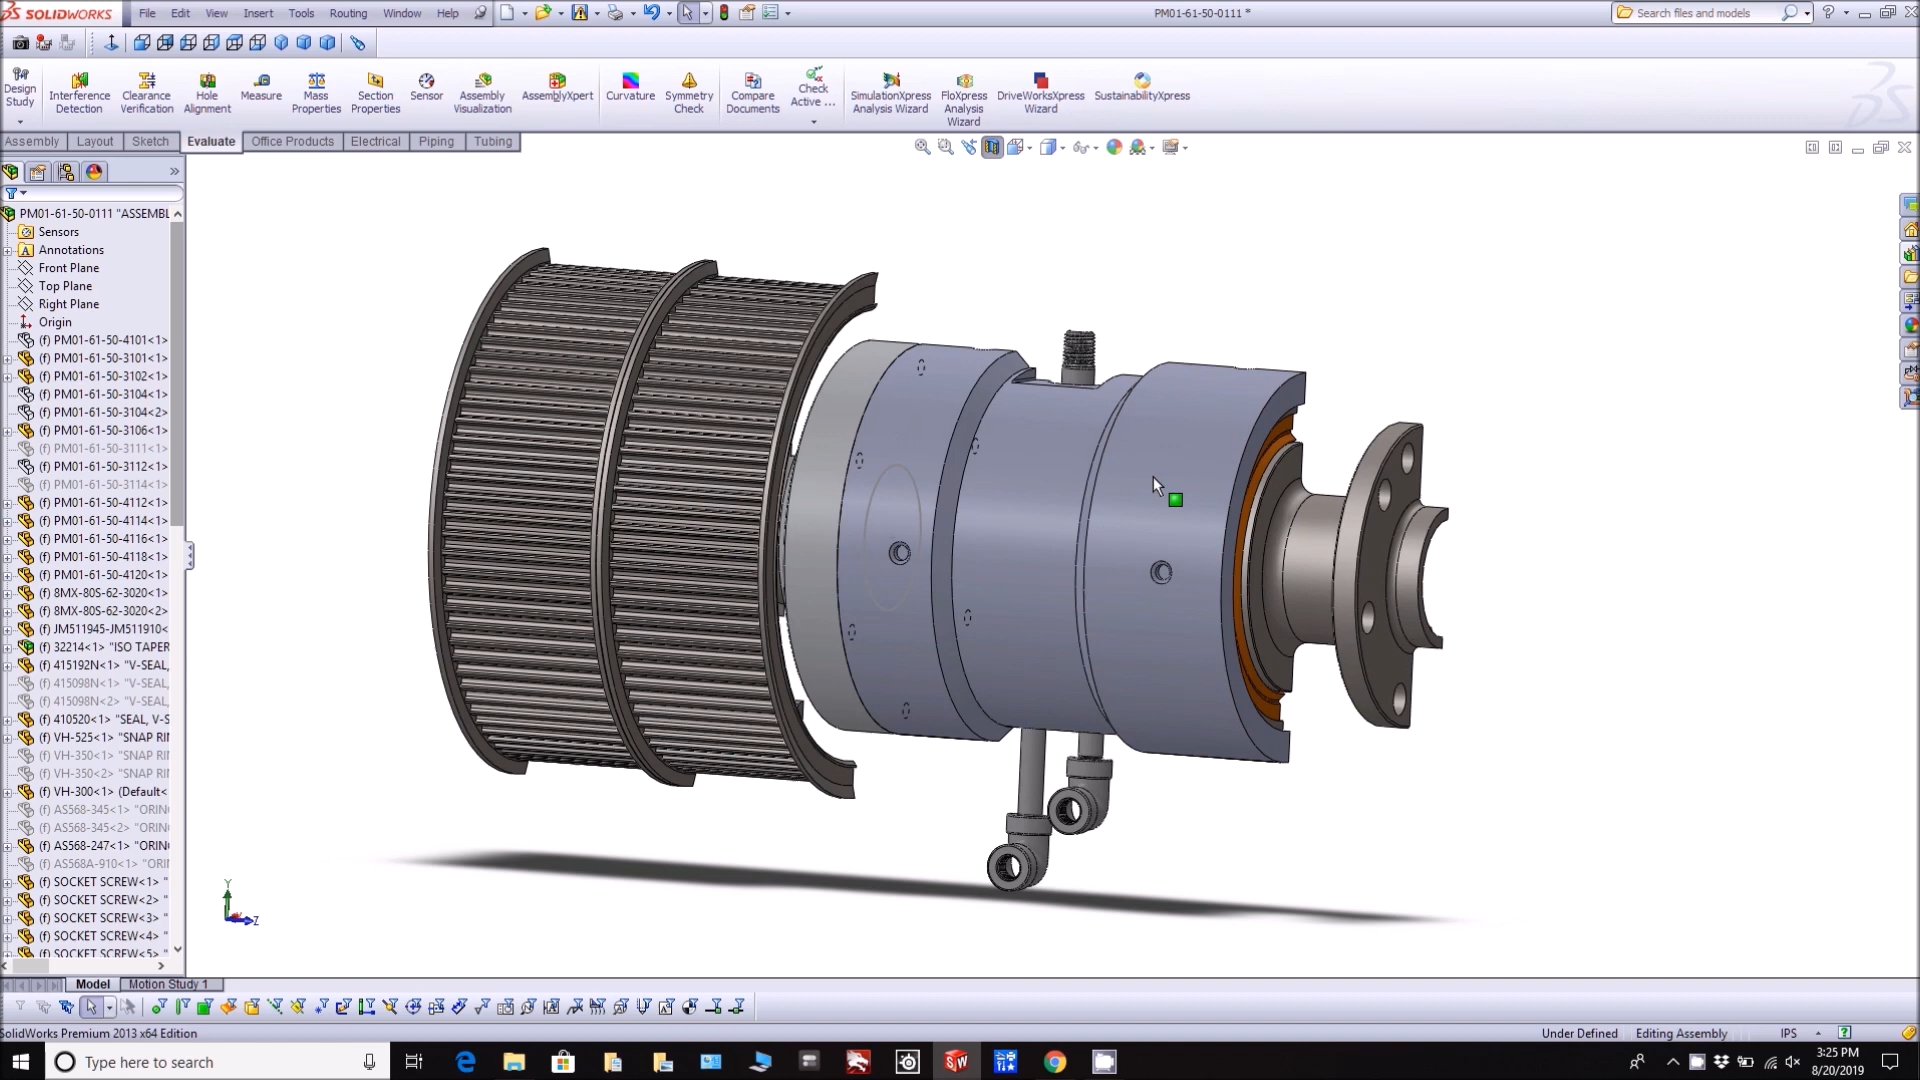 SOLIDWORKS File Edit View Insert Tools Routing Window Help PM01-61-50-0111 * Search files and models
Design Study
Interference Detection
Clearance Verification
Hole Alignment
Measure
Mass Properties
Section Properties
Sensor
Assembly Visualization
AssemblyXpert
Curvature
Symmetry Check
Compare Documents
Check Active ...
SimulationXpress Analysis Wizard
FloXpress Analysis Wizard
DriveWorksXpress Wizard
SustainabilityXpress
Assembly Layout Sketch Evaluate Office Products Electrical Piping Tubing
PM01-61-50-0111 "ASSEMBL
Sensors
Annotations
Front Plane
Top Plane
Right Plane
Origin
(f) PM01-61-50-4101<1>
(f) PM01-61-50-3101<1>
(f) PM01-61-50-3102<1>
(f) PM01-61-50-3104<1>
(f) PM01-61-50-3104<2>
(f) PM01-61-50-3106<1>
(f) PM01-61-50-3111<1>
(f) PM01-61-50-3112<1>
(f) PM01-61-50-3114<1>
(f) PM01-61-50-4112<1>
(f) PM01-61-50-4114<1>
(f) PM01-61-50-4116<1>
(f) PM01-61-50-4118<1>
(f) PM01-61-50-4120<1>
(f) 8MX-80S-62-3020<1>
(f) 8MX-80S-62-3020<2>
(f) JM511945-JM511910<
(f) 32214<1> "ISO TAPER
(f) 415192N<1> "V-SEAL,
(f) 415098N<1> "V-SEAL,
(f) 415098N<2> "V-SEAL,
(f) 410520<1> "SEAL, V-S
(f) VH-525<1> "SNAP RI
(f) VH-350<1> "SNAP RI
(f) VH-350<2> "SNAP RI
(f) VH-300<1> (Default<
(f) AS568-345<1> "ORIN
(f) AS568-345<2> "ORIN
(f) AS568-247<1> "ORIN
(f) AS568A-910<1> "ORI
(f) SOCKET SCREW<1> "
(f) SOCKET SCREW<2> "
(f) SOCKET SCREW<3> "
(f) SOCKET SCREW<4> "
(f) SOCKET SCREW<5> "
Y
Z
Model Motion Study 1
SolidWorks Premium 2013 x64 Edition Under Defined Editing Assembly IPS
Type here to search
3:25 PM
8/20/2019